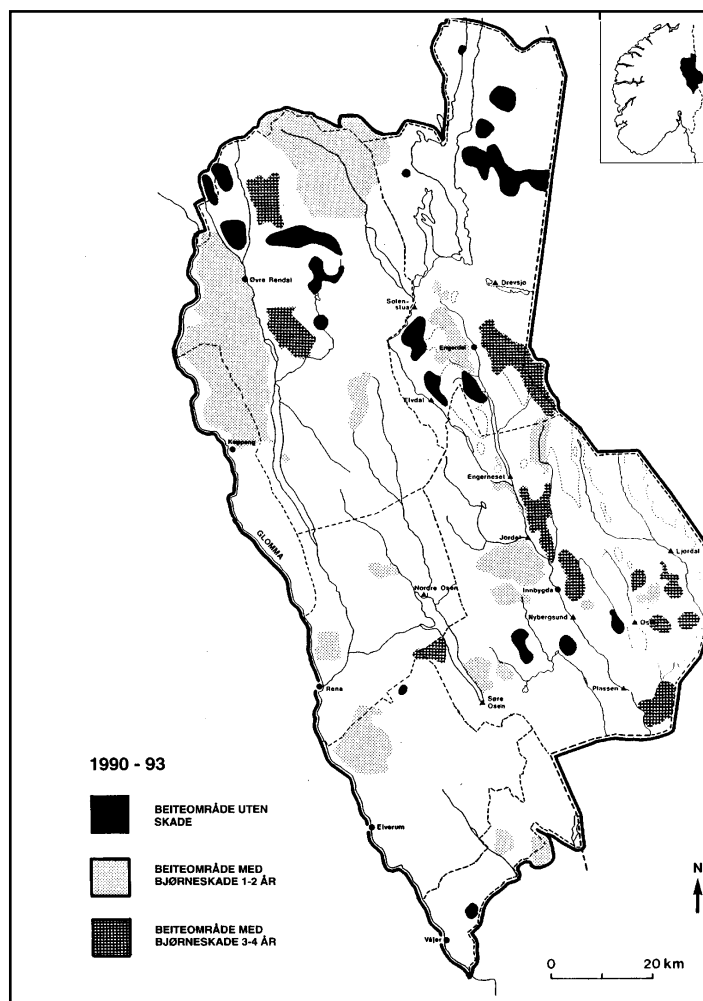 Drevsjø
Øvre Rendal
Sølen-
stua
Engerdal
Elvdal
Koppang
Engerneset
GLOMMA
Jordet
Ljørdal
Nordre Osen
Innbygda
Nybergsund
Rena
Plassen
Søre
Osen
1990 - 93
BEITEOMRÅDE UTEN
SKADE
Elverum
BEITEOMRÅDE MED
BJØRNESKADE 1-2 ÅR
N
BEITEOMRÅDE MED
BJØRNESKADE 3-4 ÅR
Våler
0 20 km